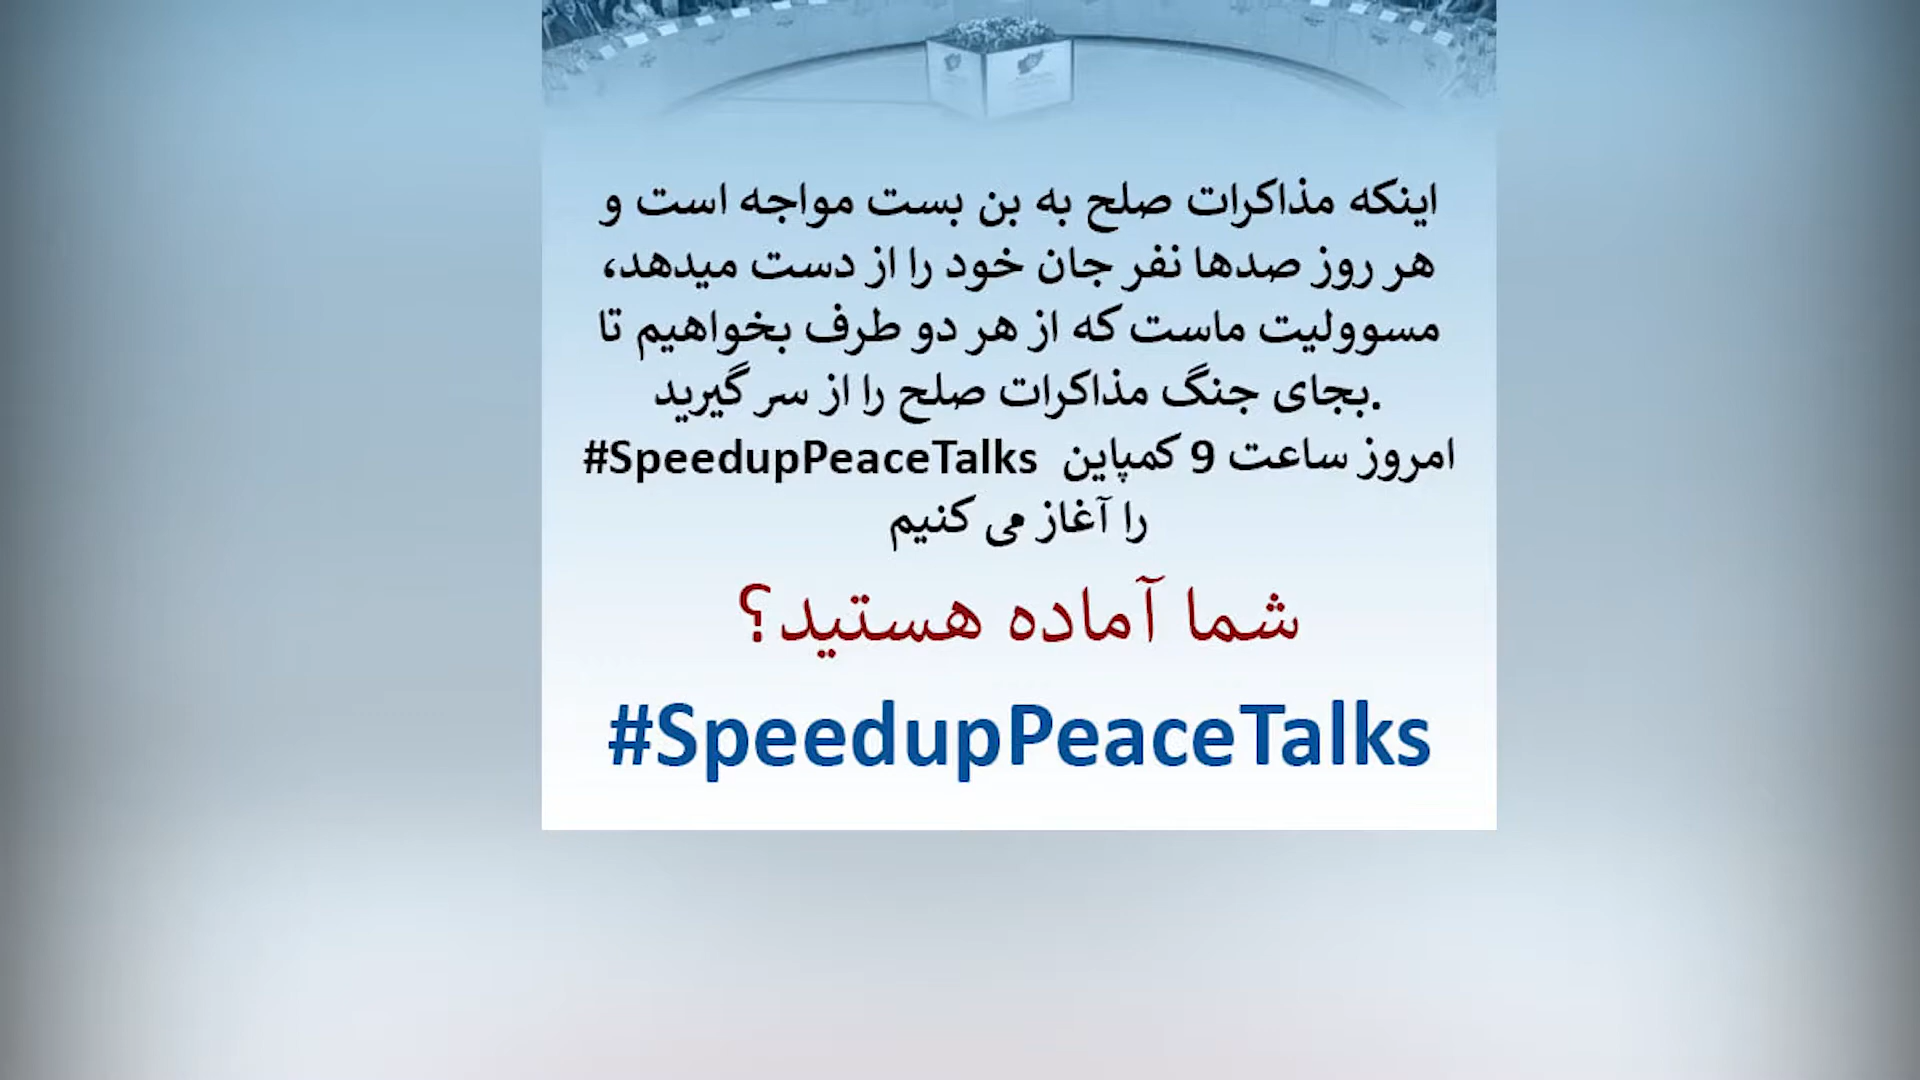 اینکه مذاکرات صلح به بن بست مواجه است و
هر روز صدها نفر جان خود را از دست میدهد،
مسوولیت ماست که از هر دو طرف بخواهیم تا
بجای جنگ مذاکرات صلح را از سر گیرید.
امروز ساعت 9 کمپاین #SpeedupPeaceTalks
را آغاز می کنیم
شما آماده هستید؟
#SpeedupPeaceTalks